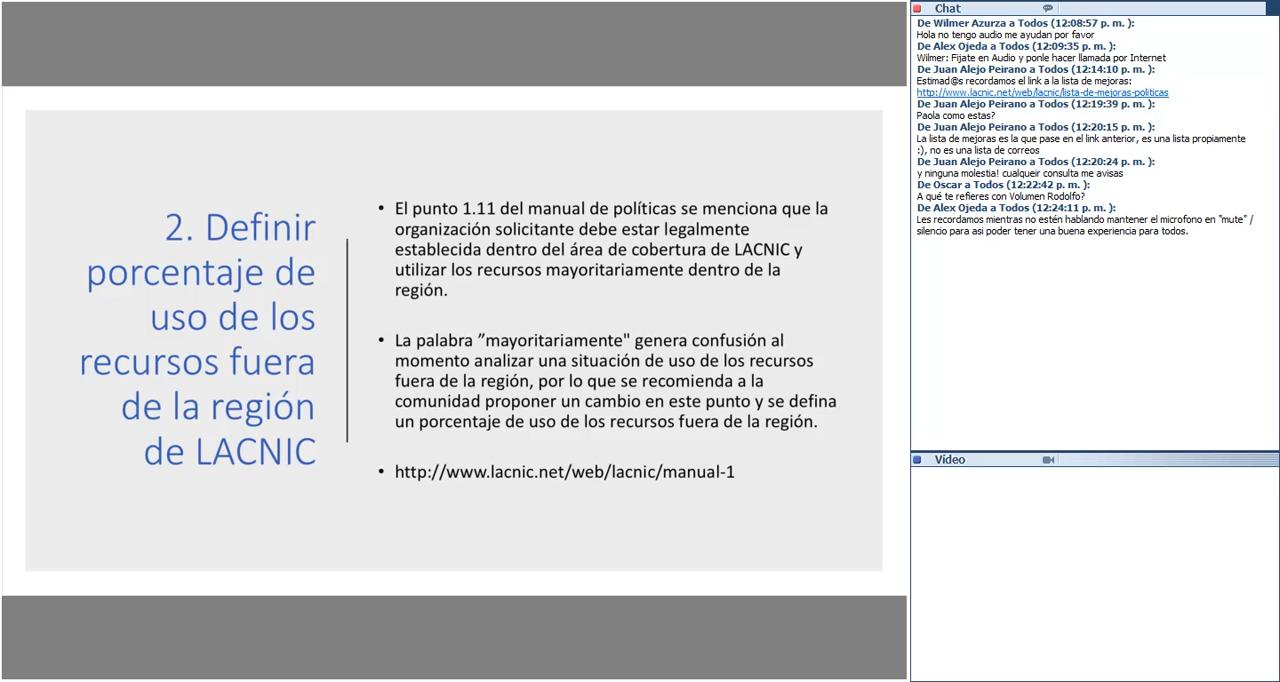 2. Definir
porcentaje de
uso de los
recursos fuera
de la región
de LACNIC
• El punto 1.11 del manual de políticas se menciona que la
organización solicitante debe estar legalmente
establecida dentro del área de cobertura de LACNIC y
utilizar los recursos mayoritariamente dentro de la
región.
• La palabra ”mayoritariamente" genera confusión al
momento analizar una situación de uso de los recursos
fuera de la región, por lo que se recomienda a la
comunidad proponer un cambio en este punto y se defina
un porcentaje de uso de los recursos fuera de la región.
• http://www.lacnic.net/web/lacnic/manual-1
Chat
De Wilmer Azurza a Todos (12:08:57 p. m. ):
Hola no tengo audio me ayudan por favor
De Alex Ojeda a Todos (12:09:35 p. m. ):
Wilmer: Fijate en Audio y ponle hacer llamada por Internet
De Juan Alejo Peirano a Todos (12:14:10 p. m. ):
Estimad@s recordamos el link a la lista de mejoras:
http://www.lacnic.net/web/lacnic/lista-de-mejoras-politicas
De Juan Alejo Peirano a Todos (12:19:39 p. m. ):
Paola como estas?
De Juan Alejo Peirano a Todos (12:20:15 p. m. ):
La lista de mejoras es la que pase en el link anterior, es una lista propiamente
:), no es una lista de correos
De Juan Alejo Peirano a Todos (12:20:24 p. m. ):
y ninguna molestia! cualqueir consulta me avisas
De Oscar a Todos (12:22:42 p. m. ):
A qué te refieres con Volumen Rodolfo?
De Alex Ojeda a Todos (12:24:11 p. m. ):
Les recordamos mientras no estén hablando mantener el microfono en "mute" /
silencio para asi poder tener una buena experiencia para todos.
Vídeo